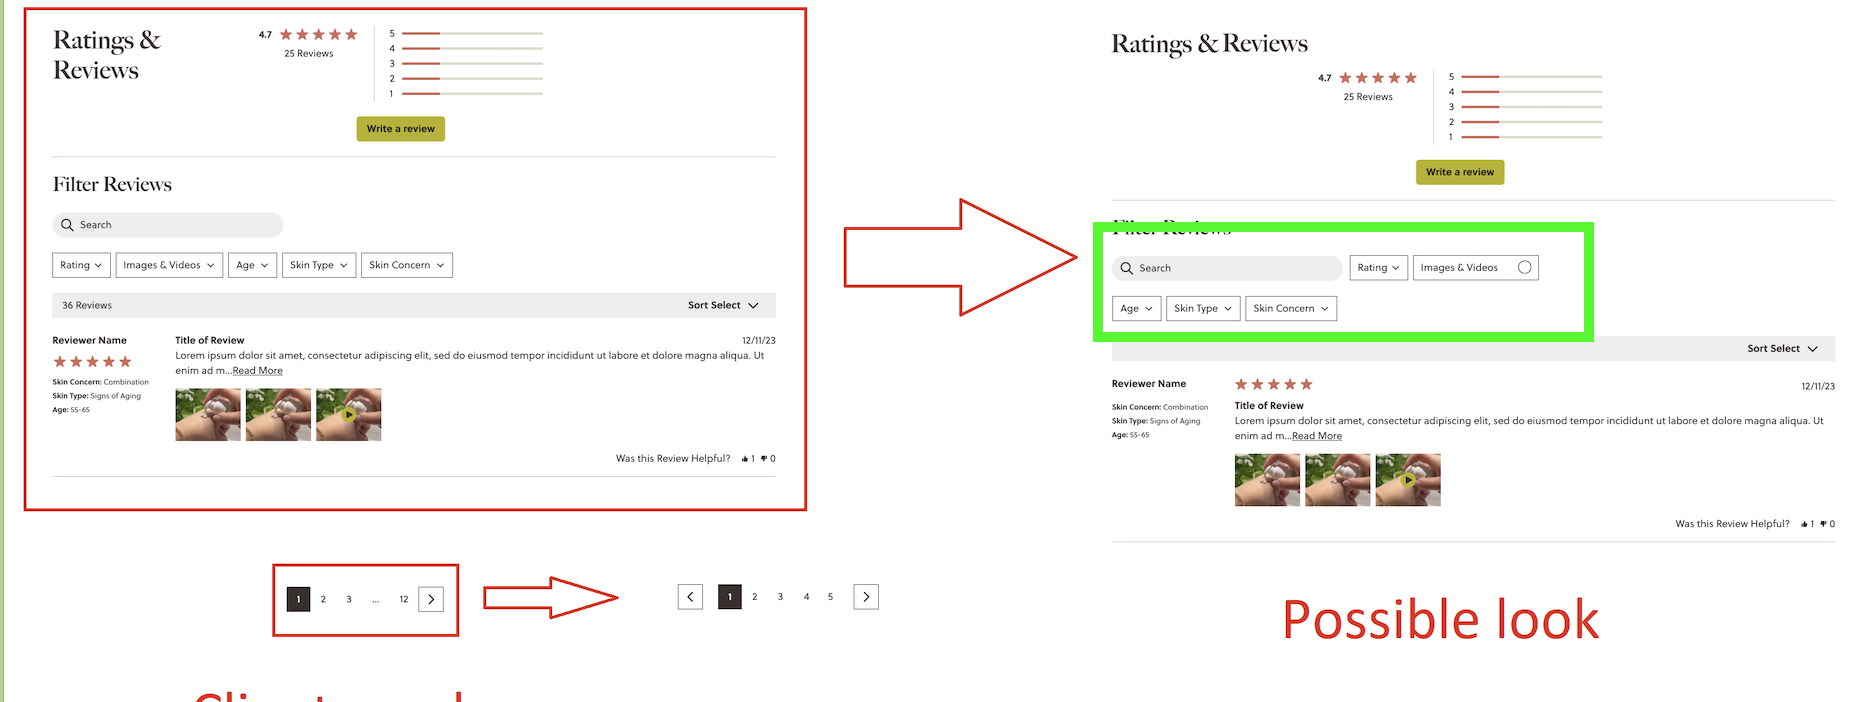 Ratings &
Reviews
4.7
25 Reviews
5
4
3
2
1
Write a review
Filter Reviews
Search
Rating
Images & Videos
Age
Skin Type
Skin Concern
36 Reviews
Sort Select
Reviewer Name
Skin Concern: Combination
Skin Type: Signs of Aging
Age: 55-65
Title of Review
12/11/23
Lorem ipsum dolor sit amet, consectetur adipiscing elit, sed do eiusmod tempor incididunt ut labore et dolore magna aliqua. Ut
enim ad m...Read More
Was this Review Helpful? 1 0
1 2 3 ... 12
1 2 3 4 5
Ratings & Reviews
4.7
25 Reviews
5
4
3
2
1
Write a review
Filter Reviews
Search
Rating
Images & Videos
Age
Skin Type
Skin Concern
Sort Select
Reviewer Name
Skin Concern: Combination
Skin Type: Signs of Aging
Age: 55-65
12/11/23
Title of Review
Lorem ipsum dolor sit amet, consectetur adipiscing elit, sed do eiusmod tempor incididunt ut labore et dolore magna aliqua. Ut
enim ad m...Read More
Was this Review Helpful? 1 0
Possible look